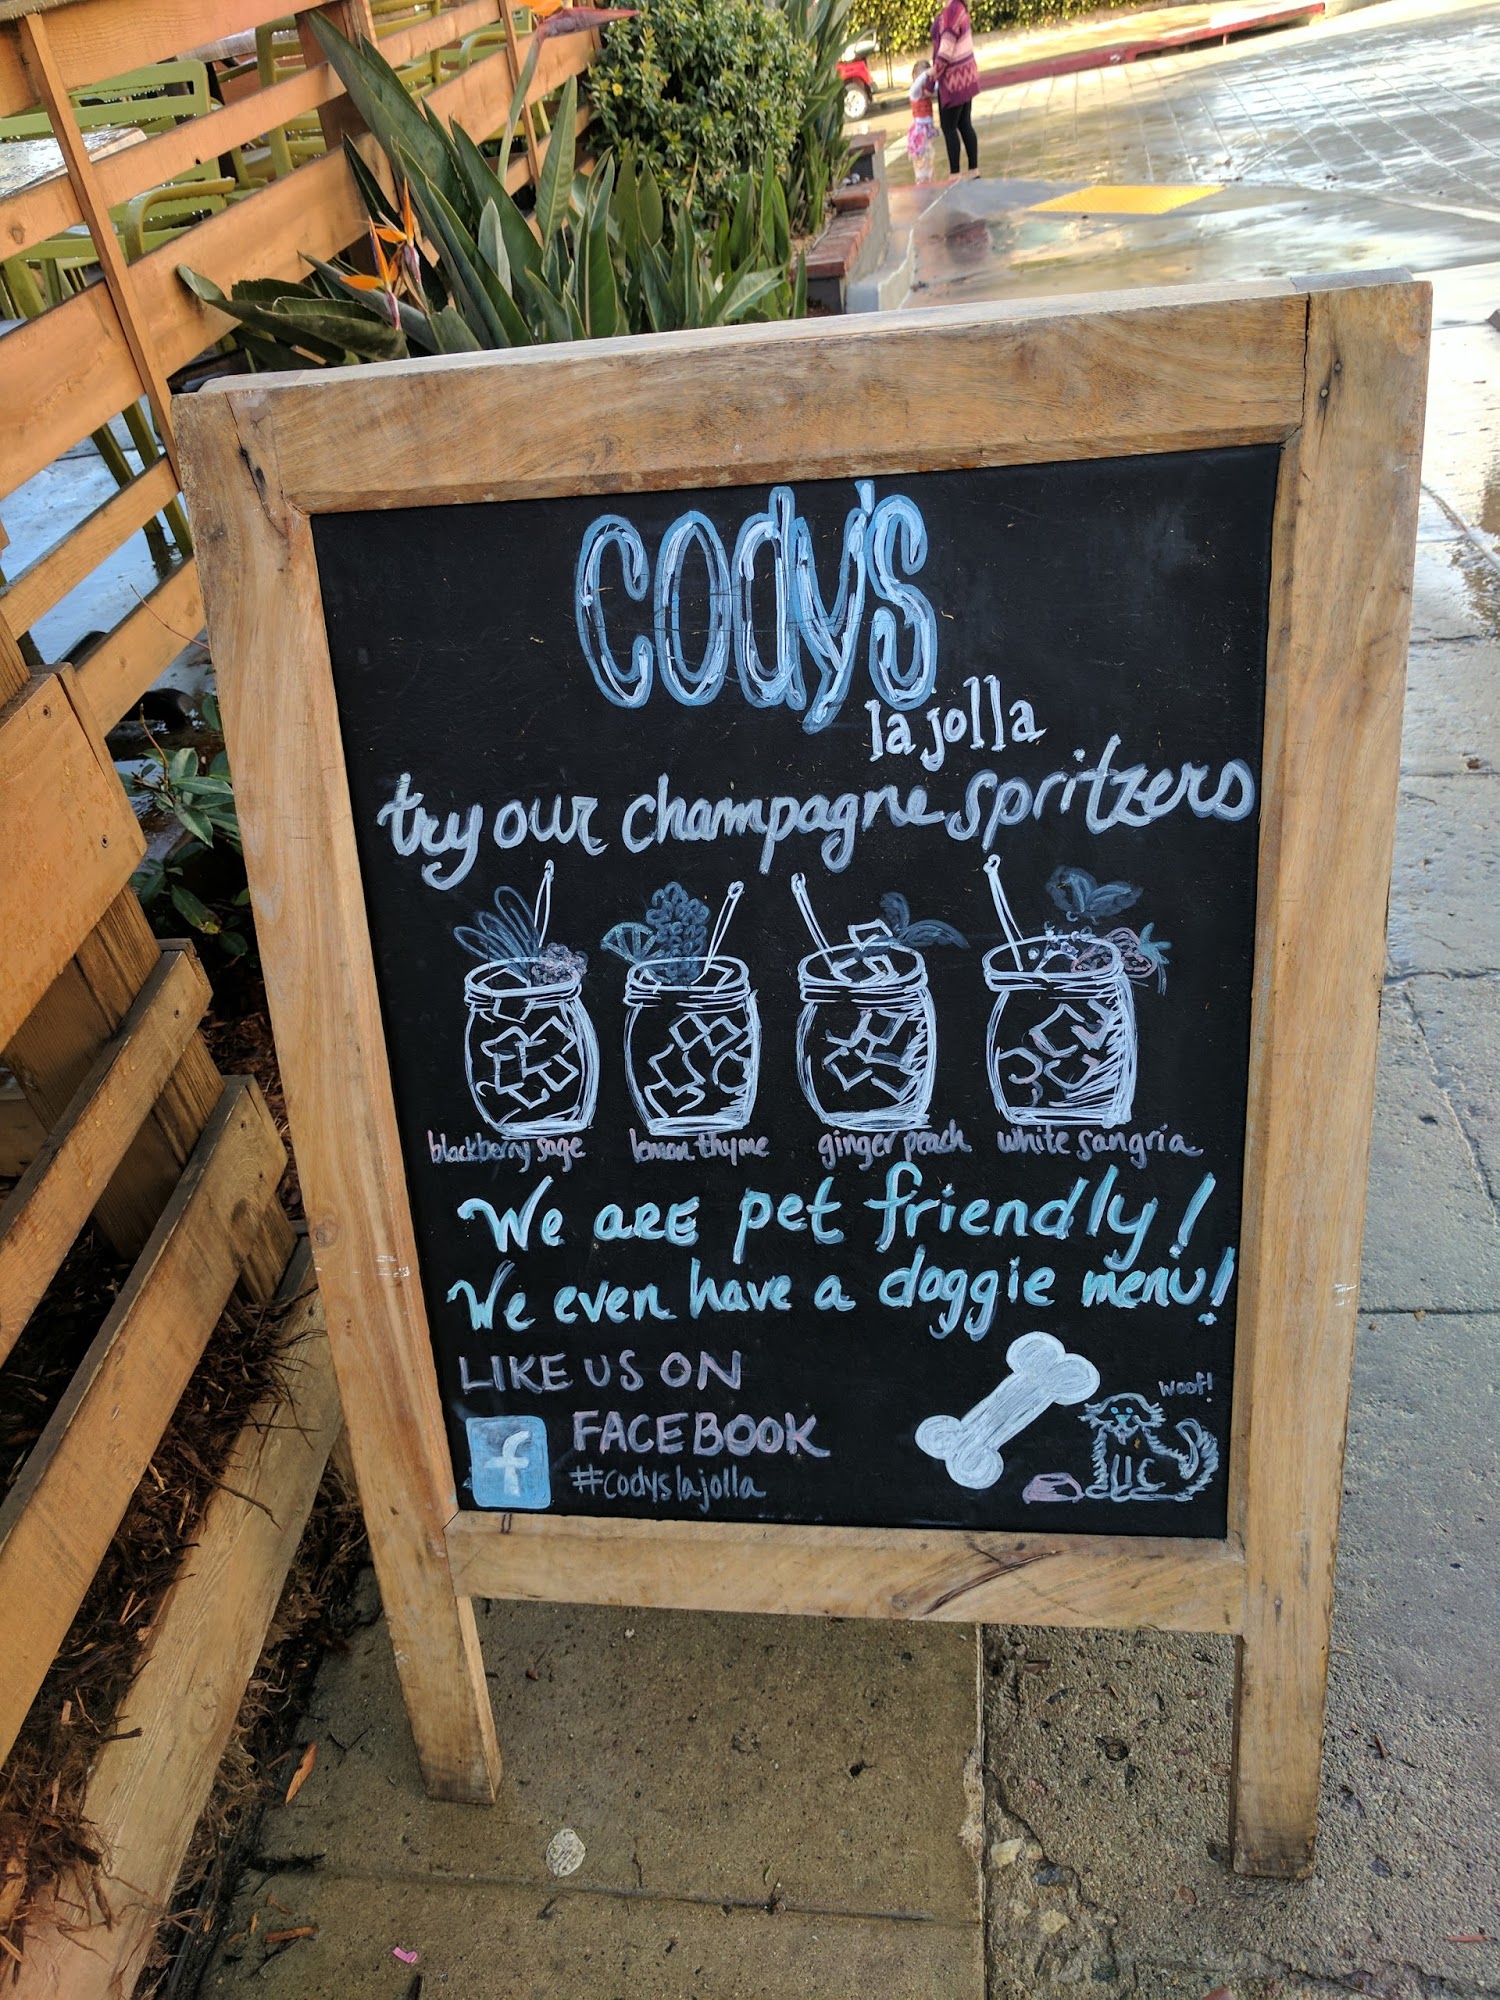 Cody's
la jolla
try our champagne spritzers
blackberry sage lemon thyme ginger peach white sangria
We are pet friendly!
We even have a doggie menu!
LIKE US ON
f FACEBOOK
#codyslajolla
woof!